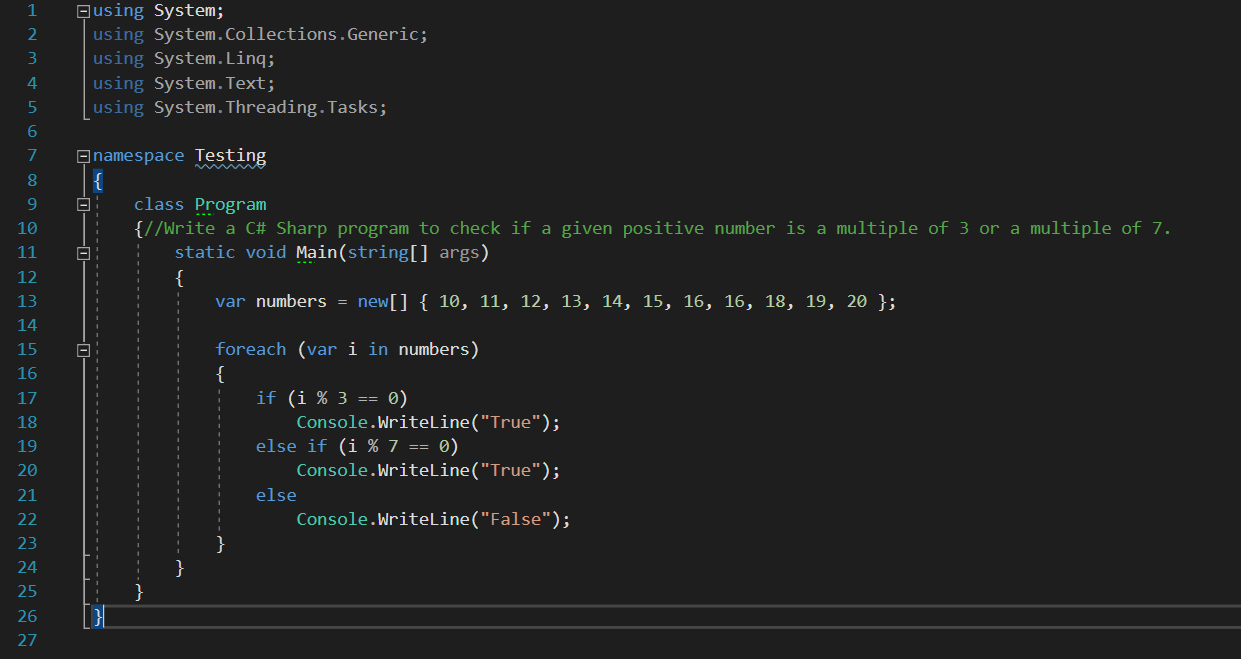 1 using System;
2 using System.Collections.Generic;
3 using System.Linq;
4 using System.Text;
5 using System.Threading.Tasks;
6
7 namespace Testing
8 {
9     class Program
10     {//Write a C# Sharp program to check if a given positive number is a multiple of 3 or a multiple of 7.
11         static void Main(string[] args)
12         {
13             var numbers = new[] { 10, 11, 12, 13, 14, 15, 16, 16, 18, 19, 20 };
14
15             foreach (var i in numbers)
16             {
17                 if (i % 3 == 0)
18                     Console.WriteLine("True");
19                 else if (i % 7 == 0)
20                     Console.WriteLine("True");
21                 else
22                     Console.WriteLine("False");
23             }
24         }
25     }
26 }
27